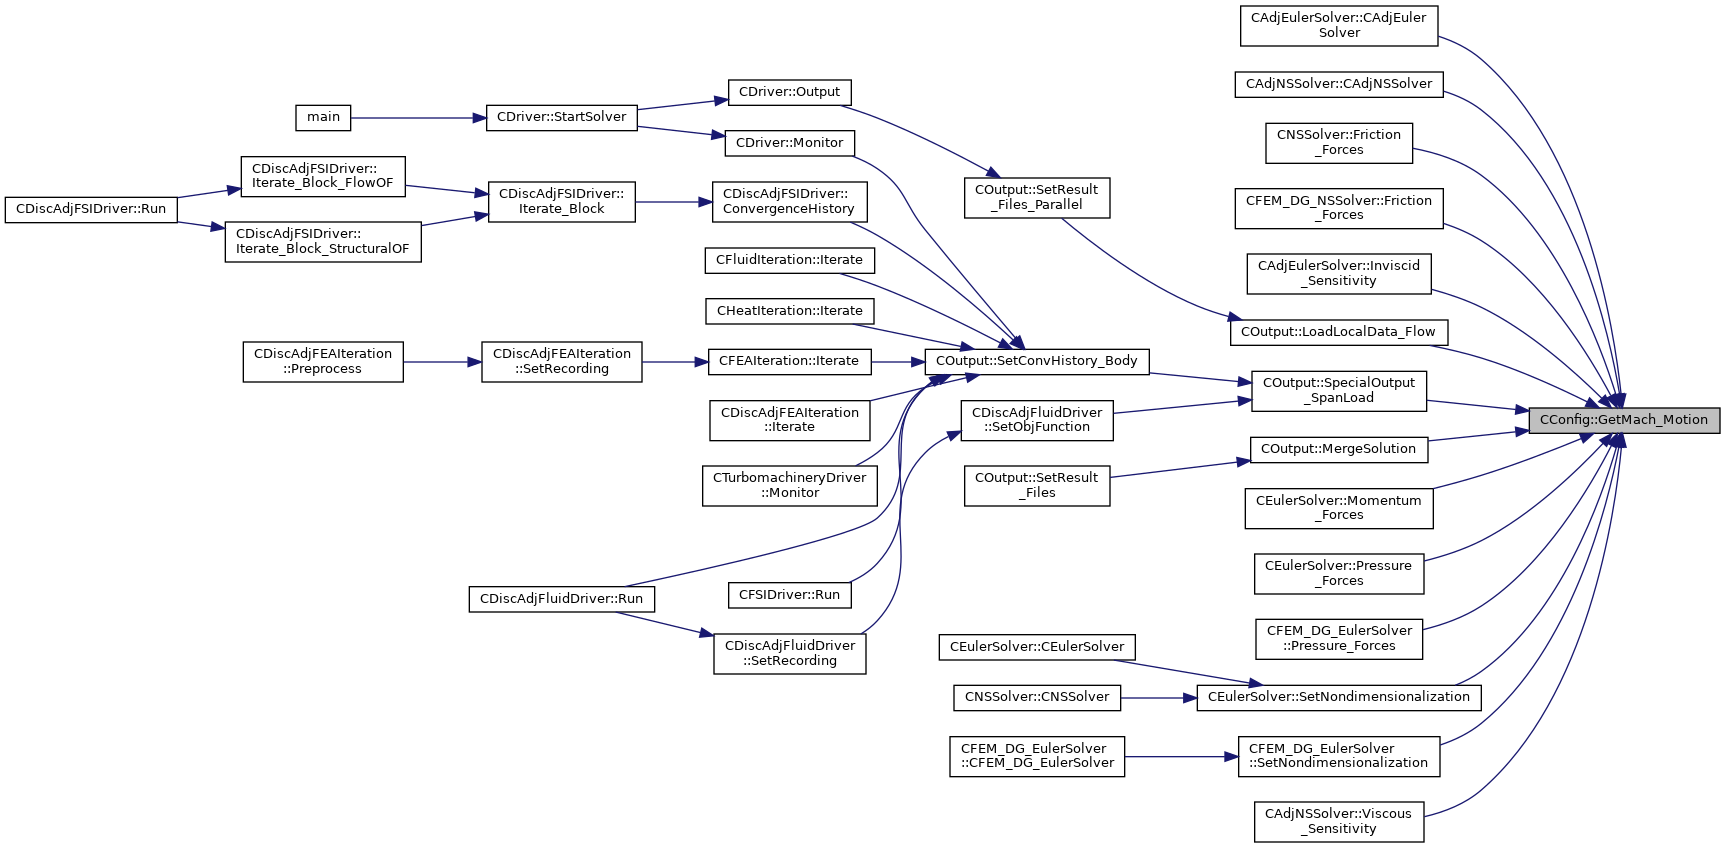 CAdjEulerSolver::CAdjEuler
Solver
CAdjNSSolver::CAdjNSSolver
CNSSolver::Friction
_Forces
CFEM_DG_NSSolver::Friction
_Forces
CAdjEulerSolver::Inviscid
_Sensitivity
COutput::LoadLocalData_Flow
COutput::SpecialOutput
_SpanLoad
COutput::MergeSolution
CEulerSolver::Momentum
_Forces
CEulerSolver::Pressure
_Forces
CFEM_DG_EulerSolver
::Pressure_Forces
CEulerSolver::SetNondimensionalization
CFEM_DG_EulerSolver
::SetNondimensionalization
CAdjNSSolver::Viscous
_Sensitivity
CConfig::GetMach_Motion
COutput::SetResult
_Files_Parallel
COutput::SetConvHistory_Body
CDiscAdjFluidDriver
::SetObjFunction
COutput::SetResult
_Files
CEulerSolver::CEulerSolver
CNSSolver::CNSSolver
CFEM_DG_EulerSolver
::CFEM_DG_EulerSolver
CDriver::Output
CDriver::Monitor
CDiscAdjFSIDriver::
ConvergenceHistory
CFluidIteration::Iterate
CHeatIteration::Iterate
CFEAIteration::Iterate
CDiscAdjFEAIteration
::Iterate
CTurbomachineryDriver
::Monitor
CFSIDriver::Run
CDiscAdjFluidDriver
::SetRecording
CDriver::StartSolver
CDiscAdjFSIDriver::
Iterate_Block
CDiscAdjFEAIteration
::SetRecording
CDiscAdjFluidDriver::Run
main
CDiscAdjFSIDriver::
Iterate_Block_FlowOF
CDiscAdjFSIDriver::
Iterate_Block_StructuralOF
CDiscAdjFEAIteration
::Preprocess
CDiscAdjFSIDriver::Run